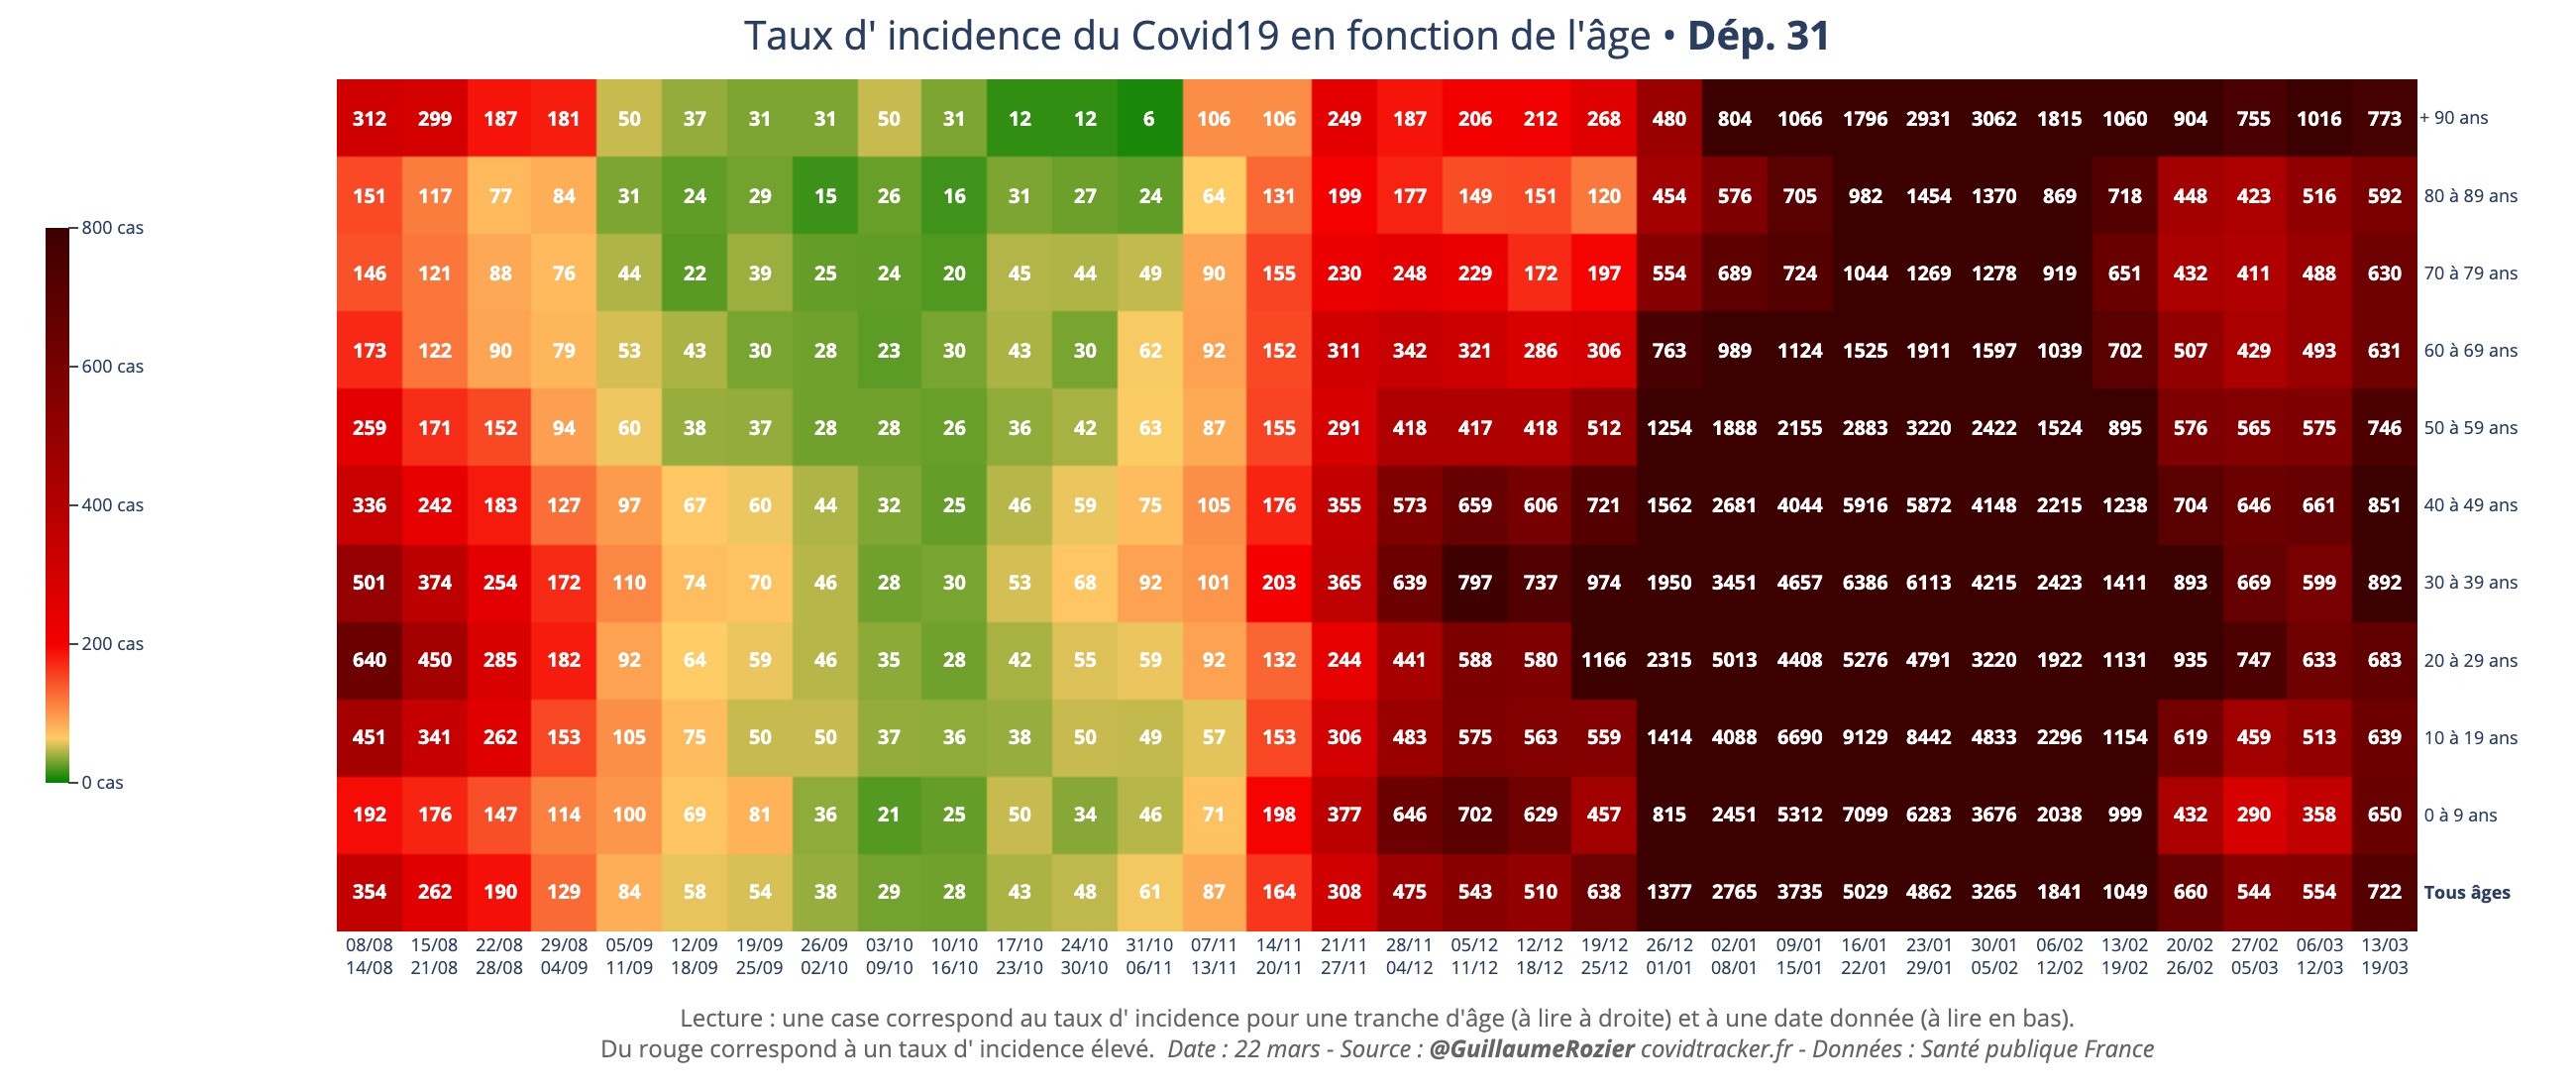 Taux d' incidence du Covid19 en fonction de l'âge • Dép. 31
312 299 187 181 50 37 31 31 50 31 12 12 6 106 106 249 187 206 212 268 480 804 1066 1796 2931 3062 1815 1060 904 755 1016 773 + 90 ans
151 117 77 84 31 24 29 15 26 16 31 27 24 64 131 199 177 149 151 120 454 576 705 982 1454 1370 869 718 448 423 516 592 80 à 89 ans
800 cas
146 121 88 76 44 22 39 25 24 20 45 44 49 90 155 230 248 229 172 197 554 689 724 1044 1269 1278 919 651 432 411 488 630 70 à 79 ans
173 122 90 79 53 43 30 28 23 30 43 30 62 92 152 311 342 321 286 306 763 989 1124 1525 1911 1597 1039 702 507 429 493 631 60 à 69 ans
600 cas
259 171 152 94 60 38 37 28 28 26 36 42 63 87 155 291 418 417 418 512 1254 1888 2155 2883 3220 2422 1524 895 576 565 575 746 50 à 59 ans
400 cas
336 242 183 127 97 67 60 44 32 25 46 59 75 105 176 355 573 659 606 721 1562 2681 4044 5916 5872 4148 2215 1238 704 646 661 851 40 à 49 ans
501 374 254 172 110 74 70 46 28 30 53 68 92 101 203 365 639 797 737 974 1950 3451 4657 6386 6113 4215 2423 1411 893 669 599 892 30 à 39 ans
200 cas
640 450 285 182 92 64 59 46 35 28 42 55 59 92 132 244 441 588 580 1166 2315 5013 4408 5276 4791 3220 1922 1131 935 747 633 683 20 à 29 ans
451 341 262 153 105 75 50 50 37 36 38 50 49 57 153 306 483 575 563 559 1414 4088 6690 9129 8442 4833 2296 1154 619 459 513 639 10 à 19 ans
0 cas
192 176 147 114 100 69 81 36 21 25 50 34 46 71 198 377 646 702 629 457 815 2451 5312 7099 6283 3676 2038 999 432 290 358 650 0 à 9 ans
354 262 190 129 84 58 54 38 29 28 43 48 61 87 164 308 475 543 510 638 1377 2765 3735 5029 4862 3265 1841 1049 660 544 554 722 Tous âges
08/08 15/08 22/08 29/08 05/09 12/09 19/09 26/09 03/10 10/10 17/10 24/10 31/10 07/11 14/11 21/11 28/11 05/12 12/12 19/12 26/12 02/01 09/01 16/01 23/01 30/01 06/02 13/02 20/02 27/02 06/03 13/03
14/08 21/08 28/08 04/09 11/09 18/09 25/09 02/10 09/10 16/10 23/10 30/10 06/11 13/11 20/11 27/11 04/12 11/12 18/12 25/12 01/01 08/01 15/01 22/01 29/01 05/02 12/02 19/02 26/02 05/03 12/03 19/03
Lecture : une case correspond au taux d' incidence pour une tranche d'âge (à lire à droite) et à une date donnée (à lire en bas).
Du rouge correspond à un taux d' incidence élevé. Date : 22 mars - Source : @GuillaumeRozier covidtracker.fr - Données : Santé publique France